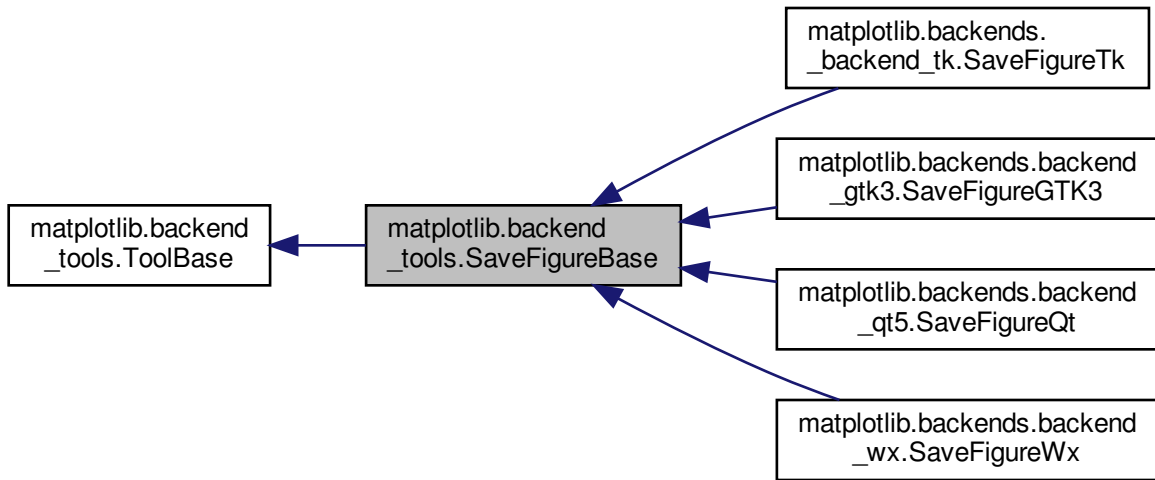 matplotlib.backends.
_backend_tk.SaveFigureTk
matplotlib.backends.backend
_gtk3.SaveFigureGTK3
matplotlib.backend
_tools.ToolBase
matplotlib.backend
_tools.SaveFigureBase
matplotlib.backends.backend
_qt5.SaveFigureQt
matplotlib.backends.backend
_wx.SaveFigureWx